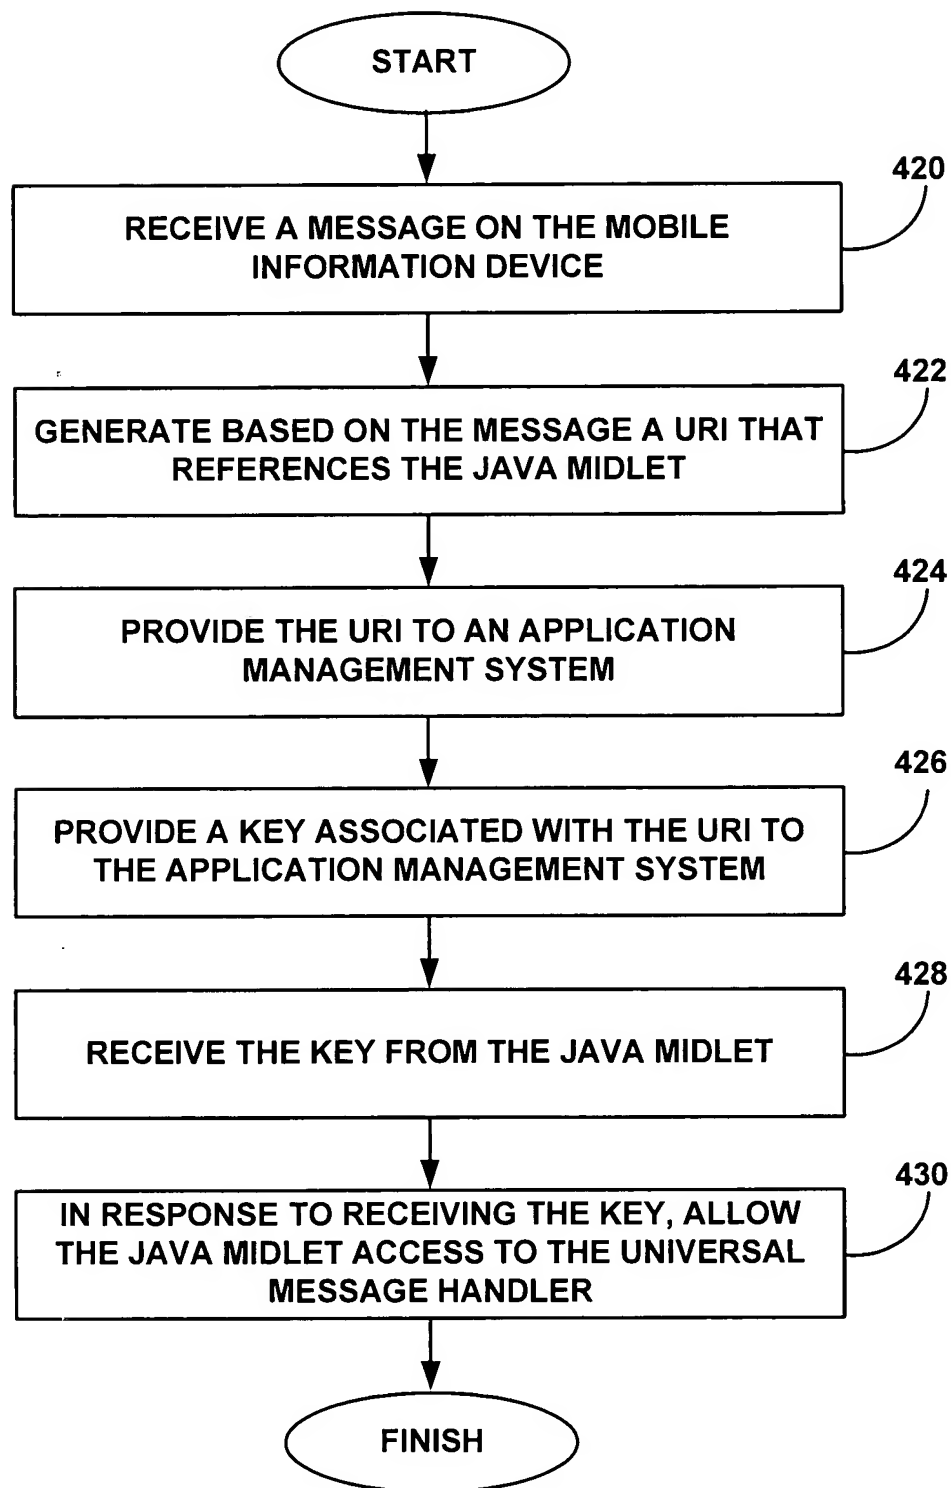 START
420
RECEIVE A MESSAGE ON THE MOBILE
INFORMATION DEVICE
422
GENERATE BASED ON THE MESSAGE A URI THAT
REFERENCES THE JAVA MIDLET
424
PROVIDE THE URI TO AN APPLICATION
MANAGEMENT SYSTEM
426
PROVIDE A KEY ASSOCIATED WITH THE URI TO
THE APPLICATION MANAGEMENT SYSTEM
428
RECEIVE THE KEY FROM THE JAVA MIDLET
430
IN RESPONSE TO RECEIVING THE KEY, ALLOW
THE JAVA MIDLET ACCESS TO THE UNIVERSAL
MESSAGE HANDLER
FINISH